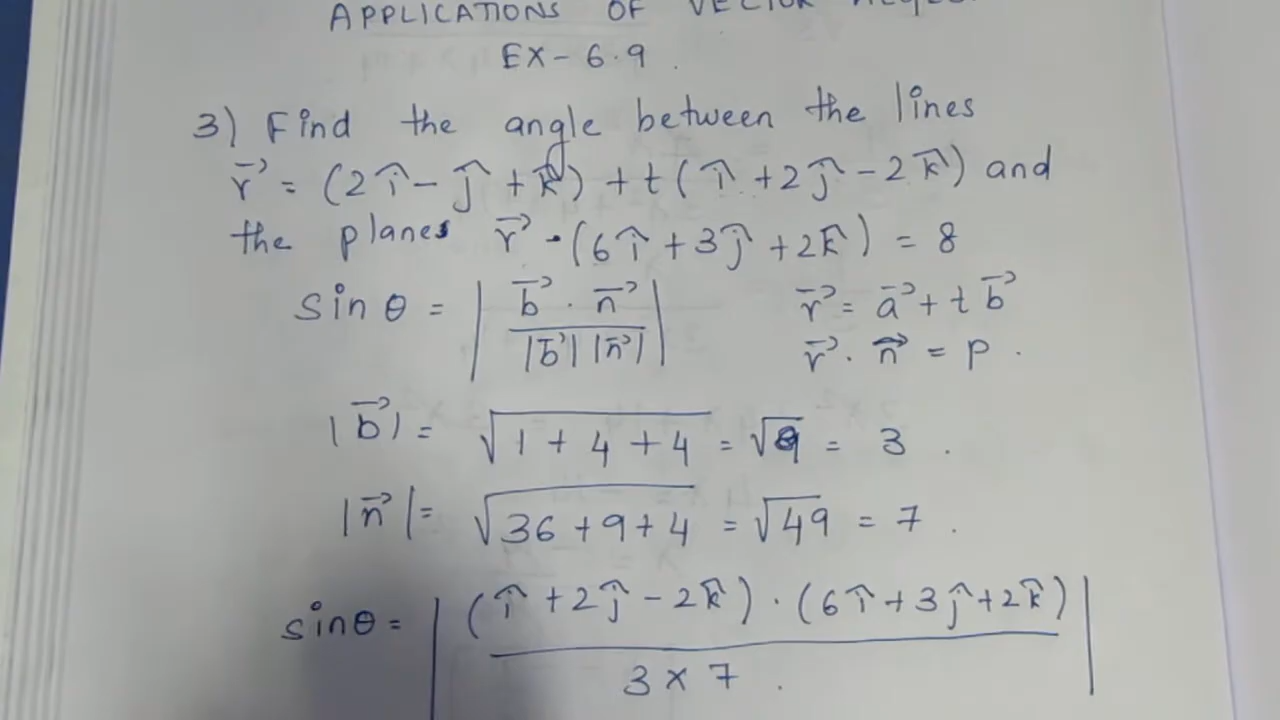 APPLICATIONS OF VECTOR
EX - 6.9
3) Find the angle between the lines
r⃗ = (2î - ĵ + k̂) + t(î + 2ĵ - 2k̂) and
the planes r⃗ · (6î + 3ĵ + 2k̂) = 8
sin θ = | b⃗ · n⃗ / |b⃗| |n⃗| | r⃗ = a⃗ + t b⃗
r⃗ · n⃗ = p .
|b⃗| = √(1 + 4 + 4) = √9 = 3 .
|n⃗| = √(36 + 9 + 4) = √49 = 7 .
sinθ = | (î + 2ĵ - 2k̂) · (6î + 3ĵ + 2k̂) / 3 × 7 . |